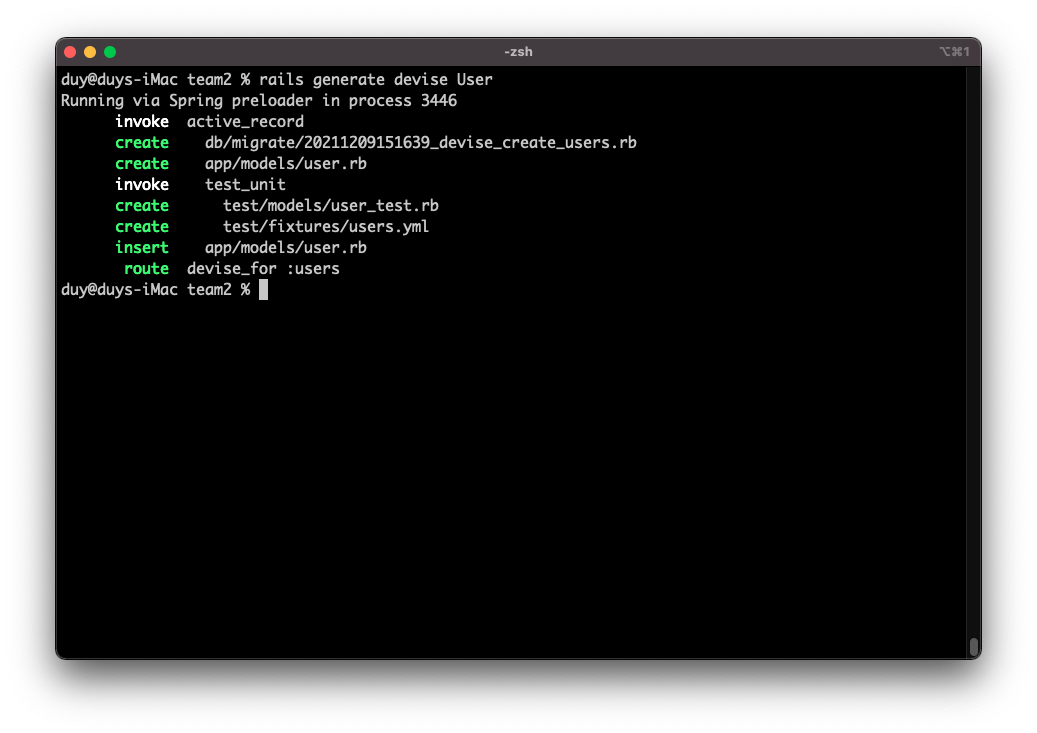 -zsh
⌥⌘1
duy@duys-iMac team2 % rails generate devise User
Running via Spring preloader in process 3446
      invoke  active_record
      create    db/migrate/20211209151639_devise_create_users.rb
      create    app/models/user.rb
      invoke    test_unit
      create      test/models/user_test.rb
      create      test/fixtures/users.yml
      insert    app/models/user.rb
       route  devise_for :users
duy@duys-iMac team2 %